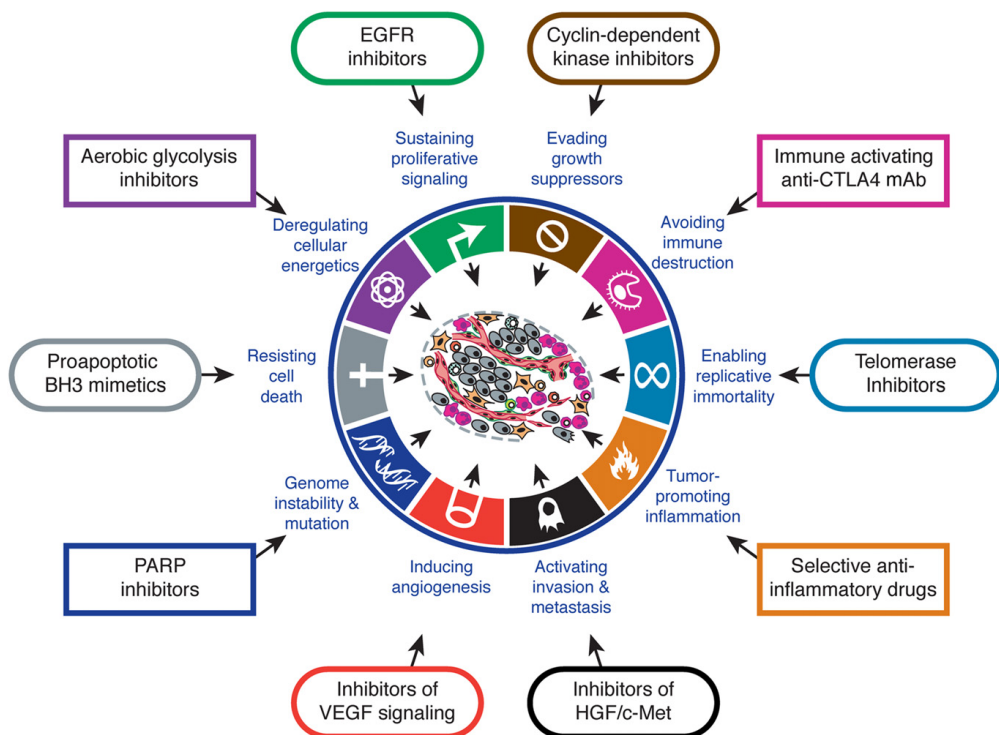 EGFR
inhibitors
Cyclin-dependent
kinase inhibitors
Sustaining
proliferative
signaling
Evading
growth
suppressors
Aerobic glycolysis
inhibitors
Immune activating
anti-CTLA4 mAb
Deregulating
cellular
energetics
Avoiding
immune
destruction
Proapoptotic
BH3 mimetics
Resisting
cell
death
Enabling
replicative
immortality
Telomerase
Inhibitors
Genome
instability &
mutation
Tumor-
promoting
inflammation
PARP
inhibitors
Inducing
angiogenesis
Activating
invasion &
metastasis
Selective anti-
inflammatory drugs
Inhibitors of
VEGF signaling
Inhibitors of
HGF/c-Met